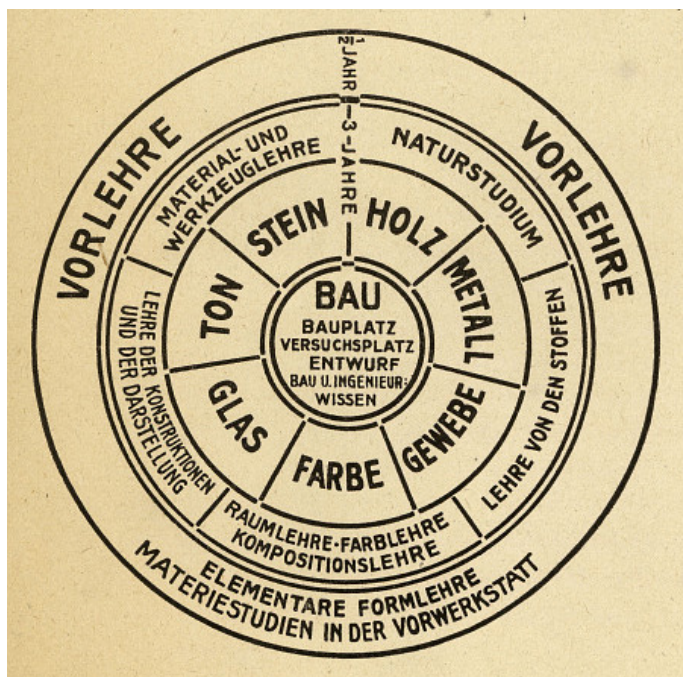 VORLEHRE
VORLEHRE
1/2 JAHR
3-JAHRE
MATERIAL- UND
WERKZEUGLEHRE
NATURSTUDIUM
LEHRE VON DEN STOFFEN
RAUMLEHRE·FARBLEHRE
KOMPOSITIONSLEHRE
LEHRE DER KONSTRUKTIONEN
UND DER DARSTELLUNG
STEIN
HOLZ
METALL
GEWEBE
FARBE
GLAS
TON
BAU
BAUPLATZ
VERSUCHSPLATZ
ENTWURF
BAU U. INGENIEUR:
WISSEN
ELEMENTARE FORMLEHRE
MATERIESTUDIEN IN DER VORWERKSTATT